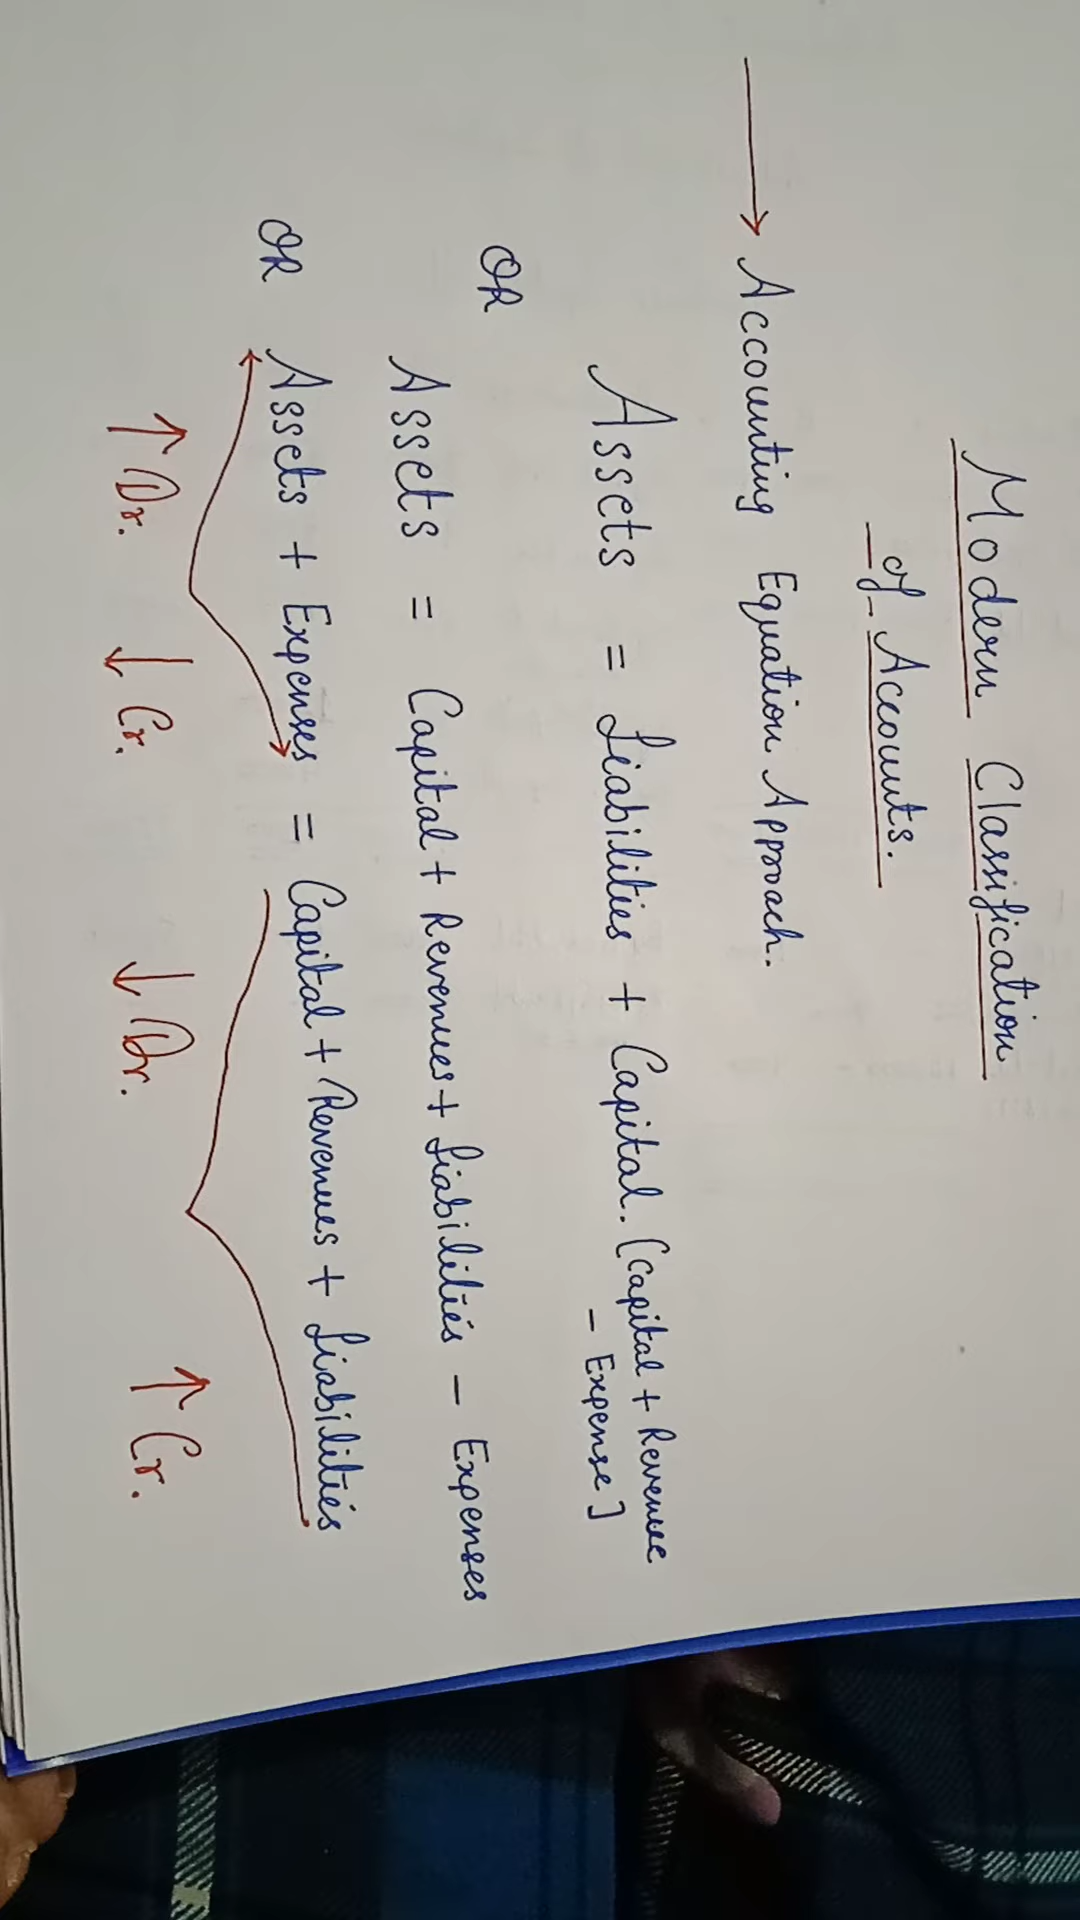 Modern Classification
of Accounts.
→ Accounting Equation Approach.
Assets = Liabilities + Capital. [Capital + Revenue
- Expense]
OR
Assets = Capital + Revenues + Liabilities - Expenses
OR Assets + Expenses = Capital + Revenues + Liabilities
↑ Dr. ↓ Cr. ↓ Dr. ↑ Cr.